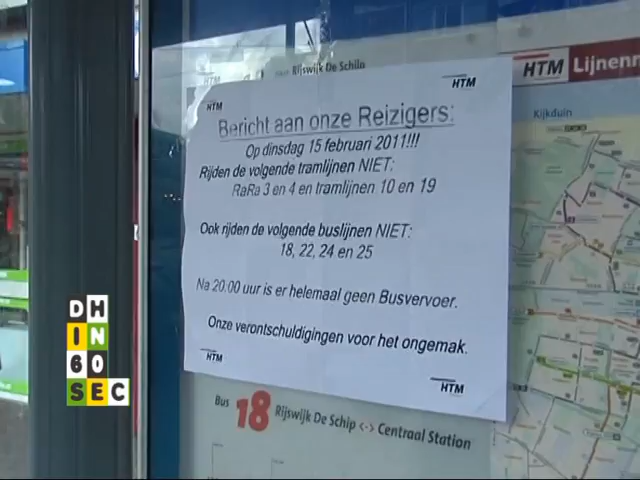 Rijswijk De Schilp
HTM
HTM
HTM Lijnenn
Kijkduin
Bericht aan onze Reizigers:
Op dinsdag 15 februari 2011!!!
Rijden de volgende tramlijnen NIET:
RaRa 3 en 4 en tramlijnen 10 en 19
Ook rijden de volgende buslijnen NIET:
18, 22, 24 en 25
Na 20:00 uur is er helemaal geen Busvervoer.
Onze verontschuldigingen voor het ongemak.
HTM
HTM
Bus 18 Rijswijk De Schip <-> Centraal Station
DH
IN
60
SEC